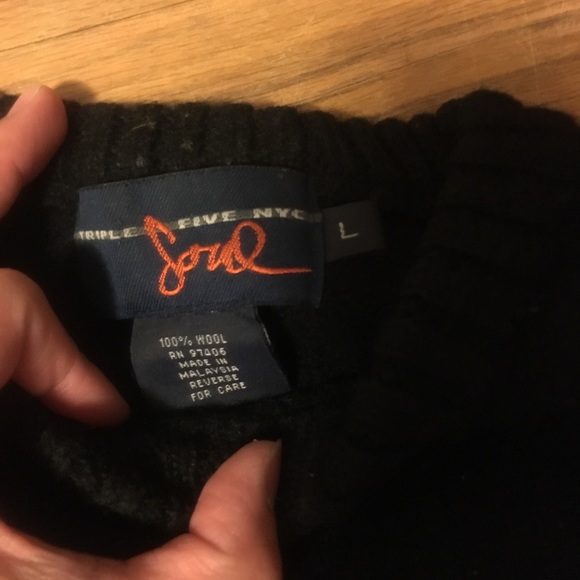 TRIPLE FIVE NYC
Soul
L
100% WOOL
RN 97406
MADE IN
MALAYSIA
REVERSE
FOR CARE